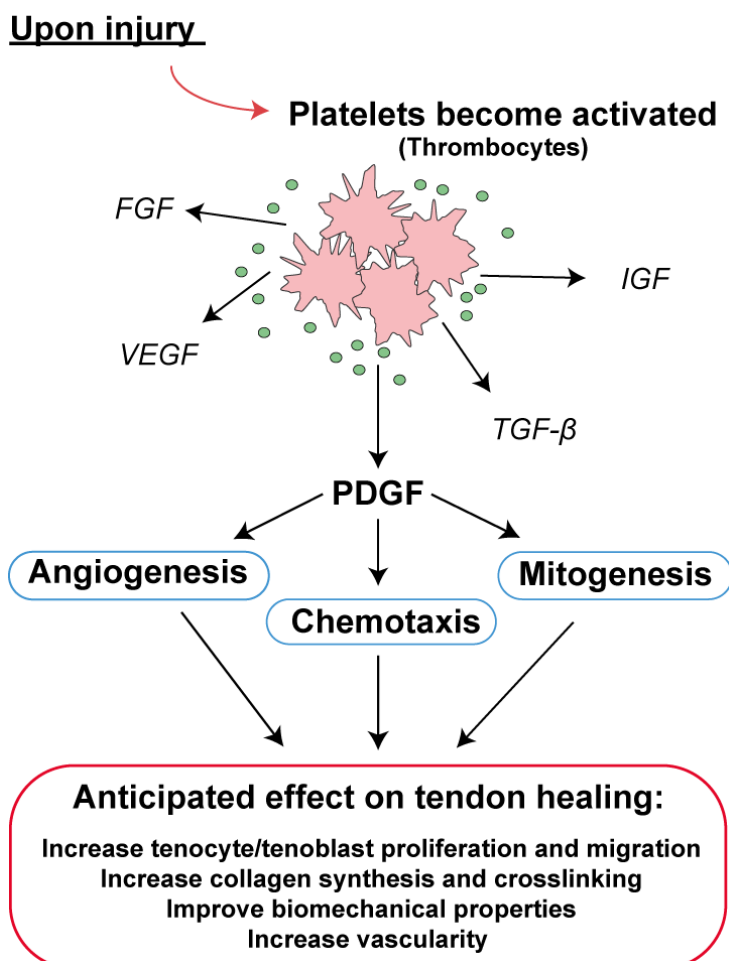 Upon injury
Platelets become activated
(Thrombocytes)
FGF
IGF
VEGF
TGF-β
PDGF
Angiogenesis
Mitogenesis
Chemotaxis
Anticipated effect on tendon healing:
Increase tenocyte/tenoblast proliferation and migration
Increase collagen synthesis and crosslinking
Improve biomechanical properties
Increase vascularity